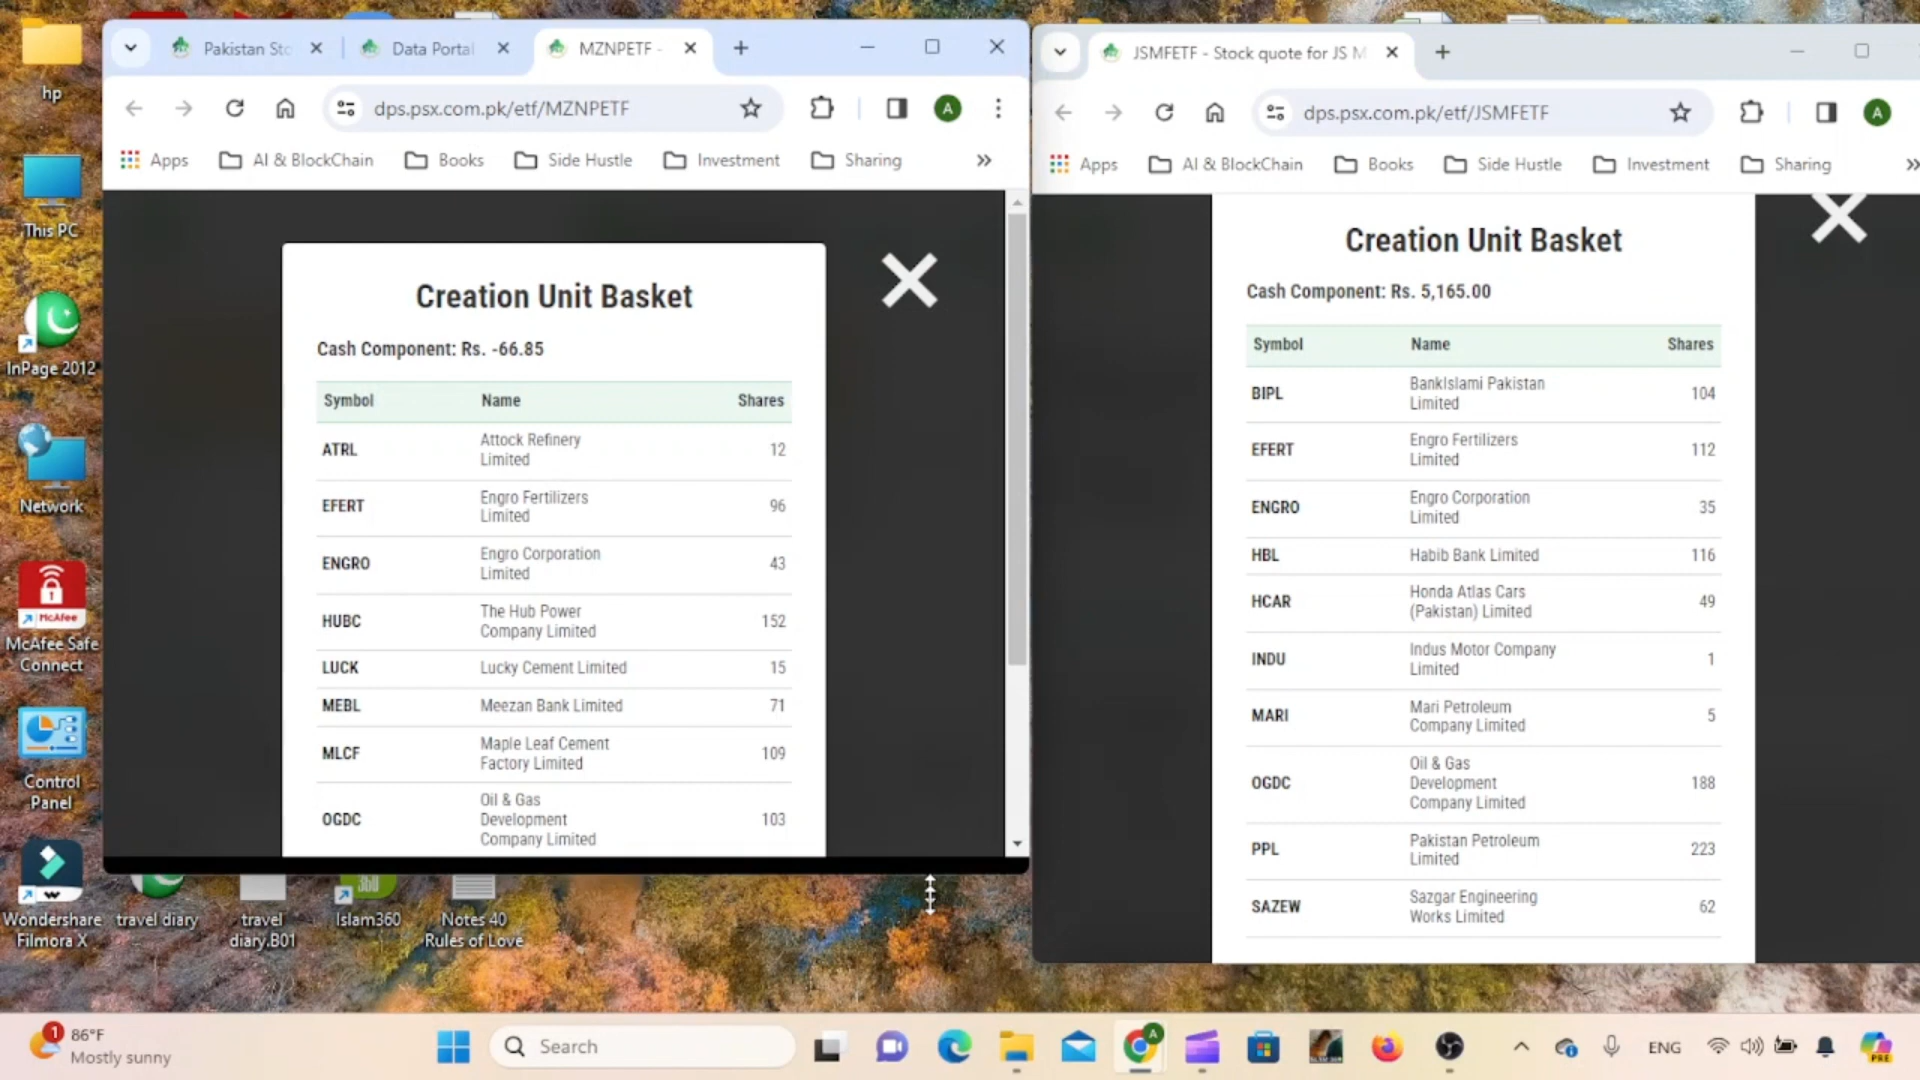 hp
This PC
InPage 2012
Network
McAfee
McAfee Safe
Connect
Control
Panel
Wondershare
Filmora X
travel diary
travel
diary.B01
360
Islam360
Notes 40
Rules of Love
MZNPETF -
Data Portal
Pakistan Sto
dps.psx.com.pk/etf/MZNPETF
A
Apps
AI & BlockChain
Books
Side Hustle
Investment
Sharing
Creation Unit Basket
Cash Component: Rs. -66.85
Symbol Name Shares
ATRL Attock Refinery
Limited 12
EFERT Engro Fertilizers
Limited 96
ENGRO Engro Corporation
Limited 43
HUBC The Hub Power
Company Limited 152
LUCK Lucky Cement Limited 15
MEBL Meezan Bank Limited 71
MLCF Maple Leaf Cement
Factory Limited 109
OGDC Oil & Gas
Development
Company Limited 103
JSMFETF - Stock quote for JS M
dps.psx.com.pk/etf/JSMFETF
A
Apps
AI & BlockChain
Books
Side Hustle
Investment
Sharing
Creation Unit Basket
Cash Component: Rs. 5,165.00
Symbol Name Shares
BIPL BankIslami Pakistan
Limited 104
EFERT Engro Fertilizers
Limited 112
ENGRO Engro Corporation
Limited 35
HBL Habib Bank Limited 116
HCAR Honda Atlas Cars
(Pakistan) Limited 49
INDU Indus Motor Company
Limited 1
MARI Mari Petroleum
Company Limited 5
OGDC Oil & Gas
Development
Company Limited 188
PPL Pakistan Petroleum
Limited 223
SAZEW Sazgar Engineering
Works Limited 62
1
86°F
Mostly sunny
Search
A
ENG
PRE